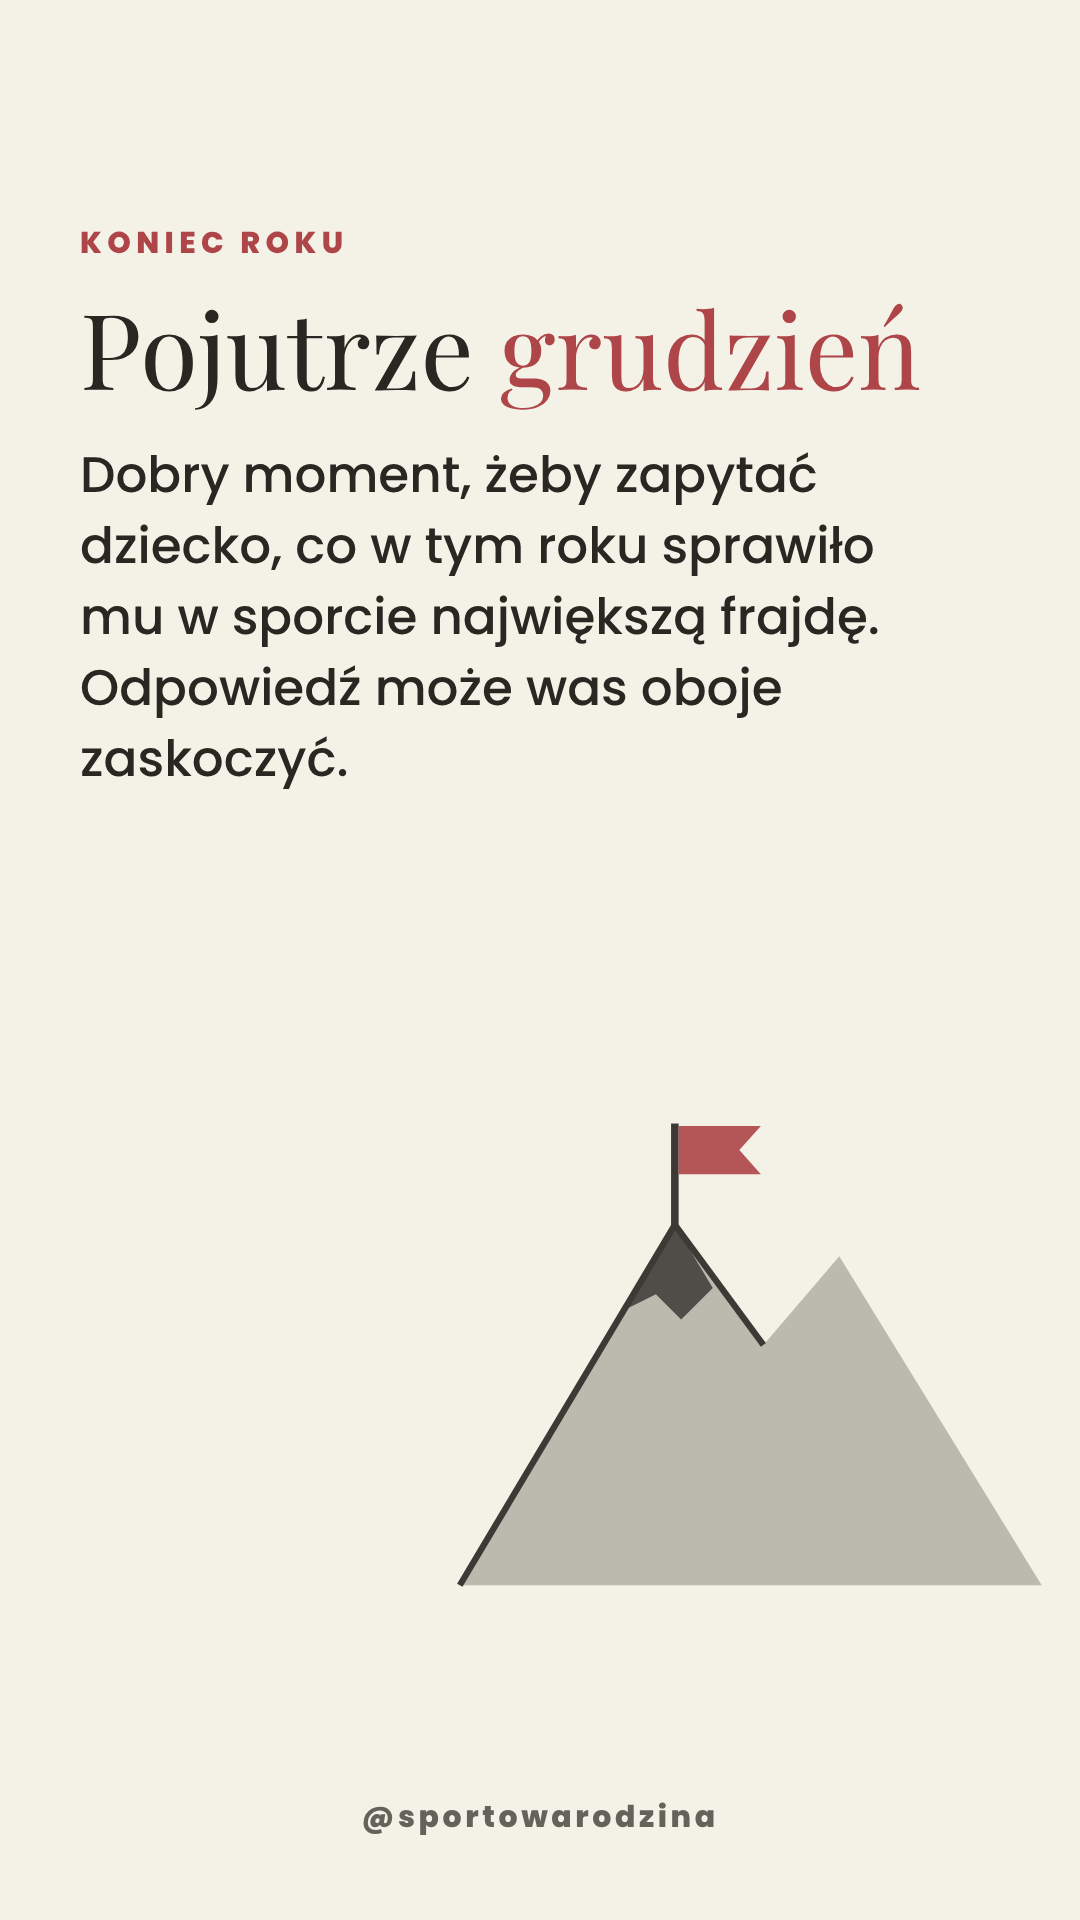 KONIEC ROKU
Pojutrze grudzień
Dobry moment, żeby zapytać
dziecko, co w tym roku sprawiło
mu w sporcie największą frajdę.
Odpowiedź może was oboje
zaskoczyć.
@sportowarodzina